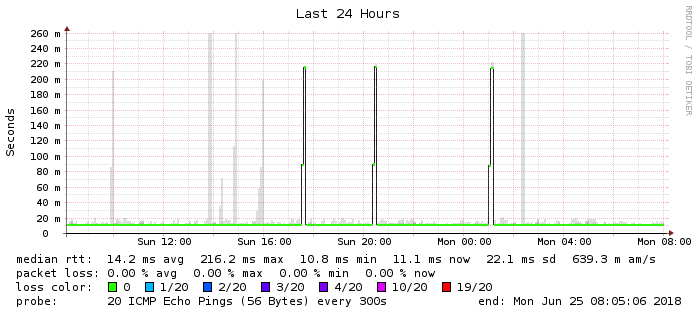 Last 24 Hours
RRDTOOL / TOBI OETIKER
Seconds
260 m
240 m
220 m
200 m
180 m
160 m
140 m
120 m
100 m
80 m
60 m
40 m
20 m
0
Sun 12:00 Sun 16:00 Sun 20:00 Mon 00:00 Mon 04:00 Mon 08:00
median rtt: 14.2 ms avg 216.2 ms max 10.8 ms min 11.1 ms now 22.1 ms sd 639.3 m am/s
packet loss: 0.00 % avg 0.00 % max 0.00 % min 0.00 % now
loss color: 0 1/20 2/20 3/20 4/20 10/20 19/20
probe: 20 ICMP Echo Pings (56 Bytes) every 300s end: Mon Jun 25 08:05:06 2018